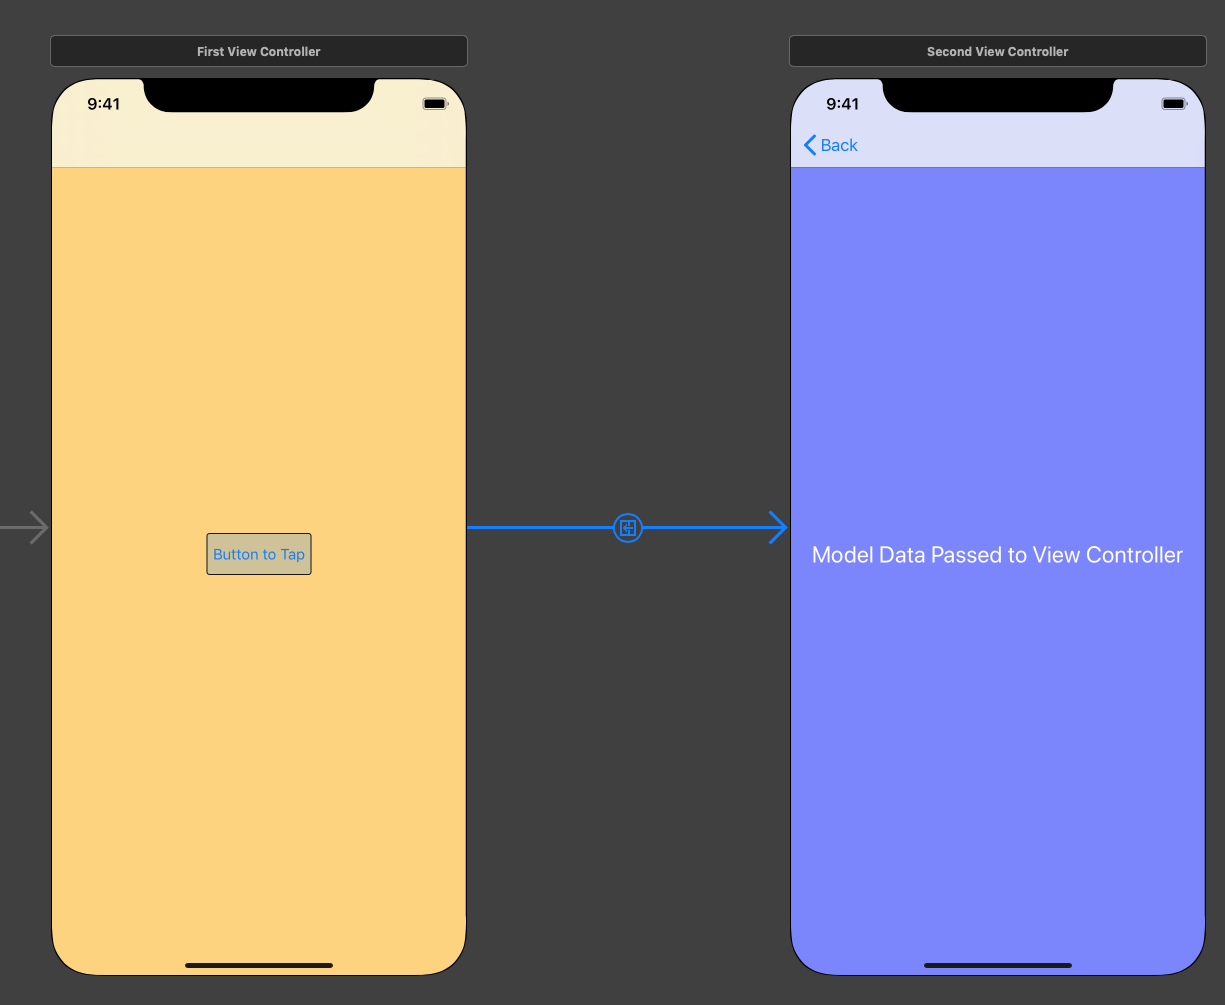 First View Controller
9:41
Button to Tap
Second View Controller
9:41
Back
Model Data Passed to View Controller